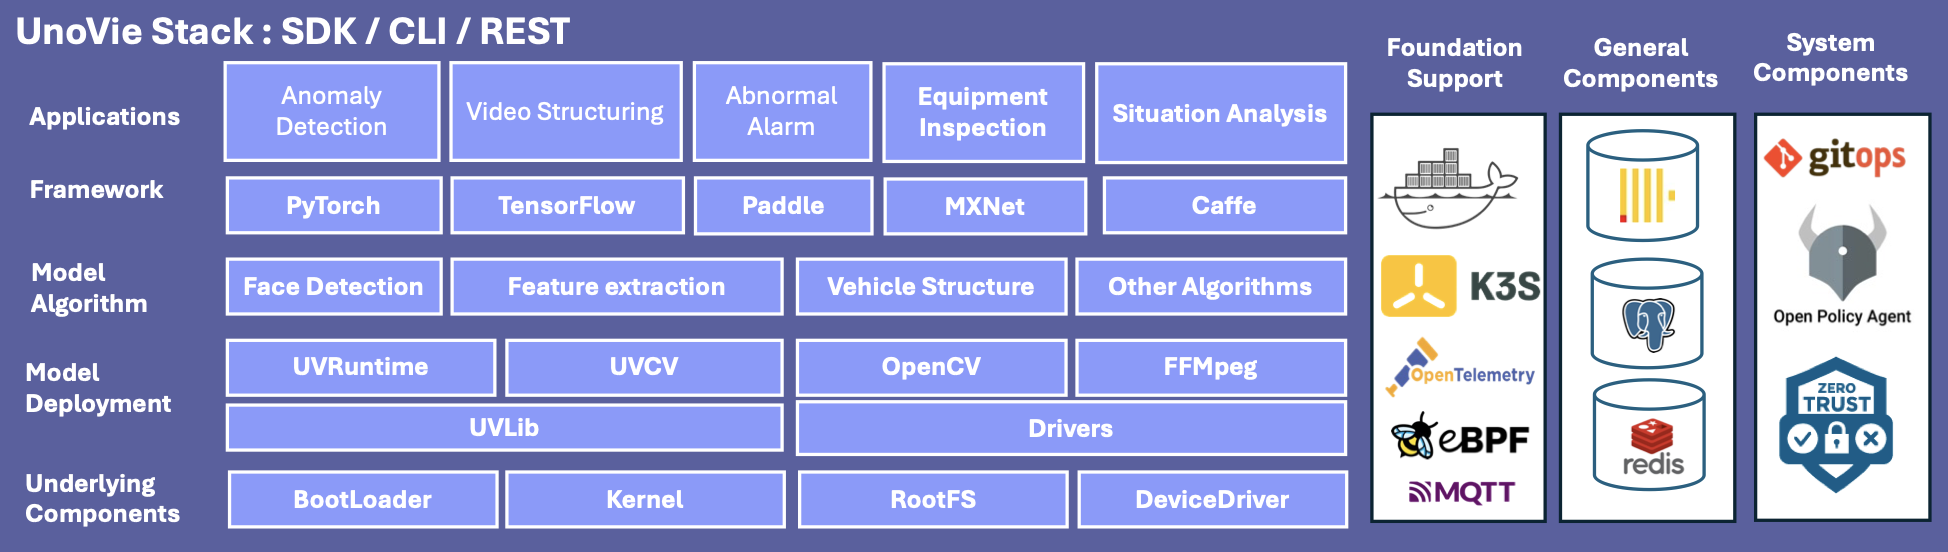 UnoVie Stack : SDK / CLI / REST
Applications
Anomaly
Detection
Video Structuring
Abnormal
Alarm
Equipment
Inspection
Situation Analysis
Framework
PyTorch
TensorFlow
Paddle
MXNet
Caffe
Model
Algorithm
Face Detection
Feature extraction
Vehicle Structure
Other Algorithms
Model
Deployment
UVRuntime
UVCV
OpenCV
FFMpeg
UVLib
Drivers
Underlying
Components
BootLoader
Kernel
RootFS
DeviceDriver
Foundation
Support
K3S
OpenTelemetry
eBPF
MQTT
General
Components
redis
System
Components
gitops
Open Policy Agent
ZERO
TRUST